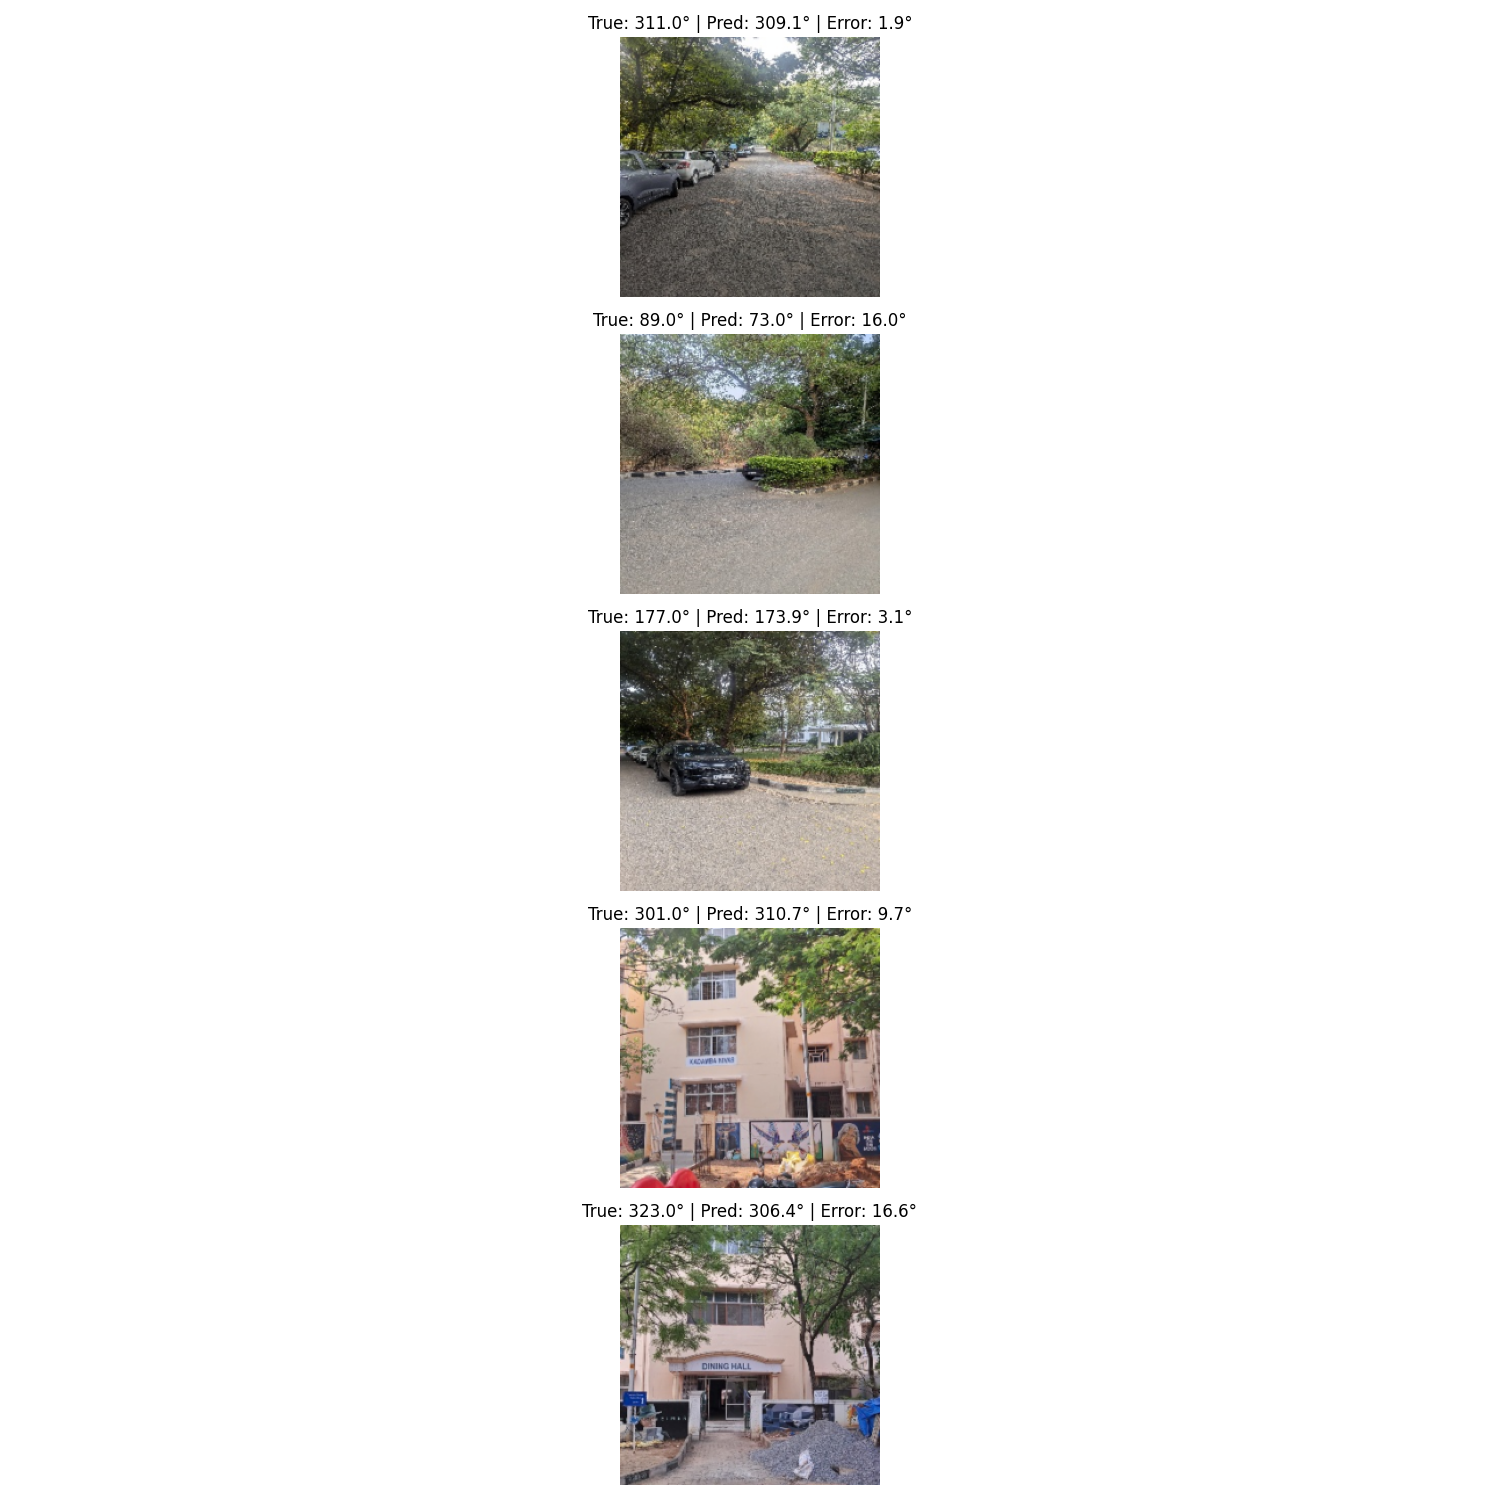 True: 311.0° | Pred: 309.1° | Error: 1.9°
True: 89.0° | Pred: 73.0° | Error: 16.0°
True: 177.0° | Pred: 173.9° | Error: 3.1°
True: 301.0° | Pred: 310.7° | Error: 9.7°
KADAMBA NIVAS
True: 323.0° | Pred: 306.4° | Error: 16.6°
DINING HALL